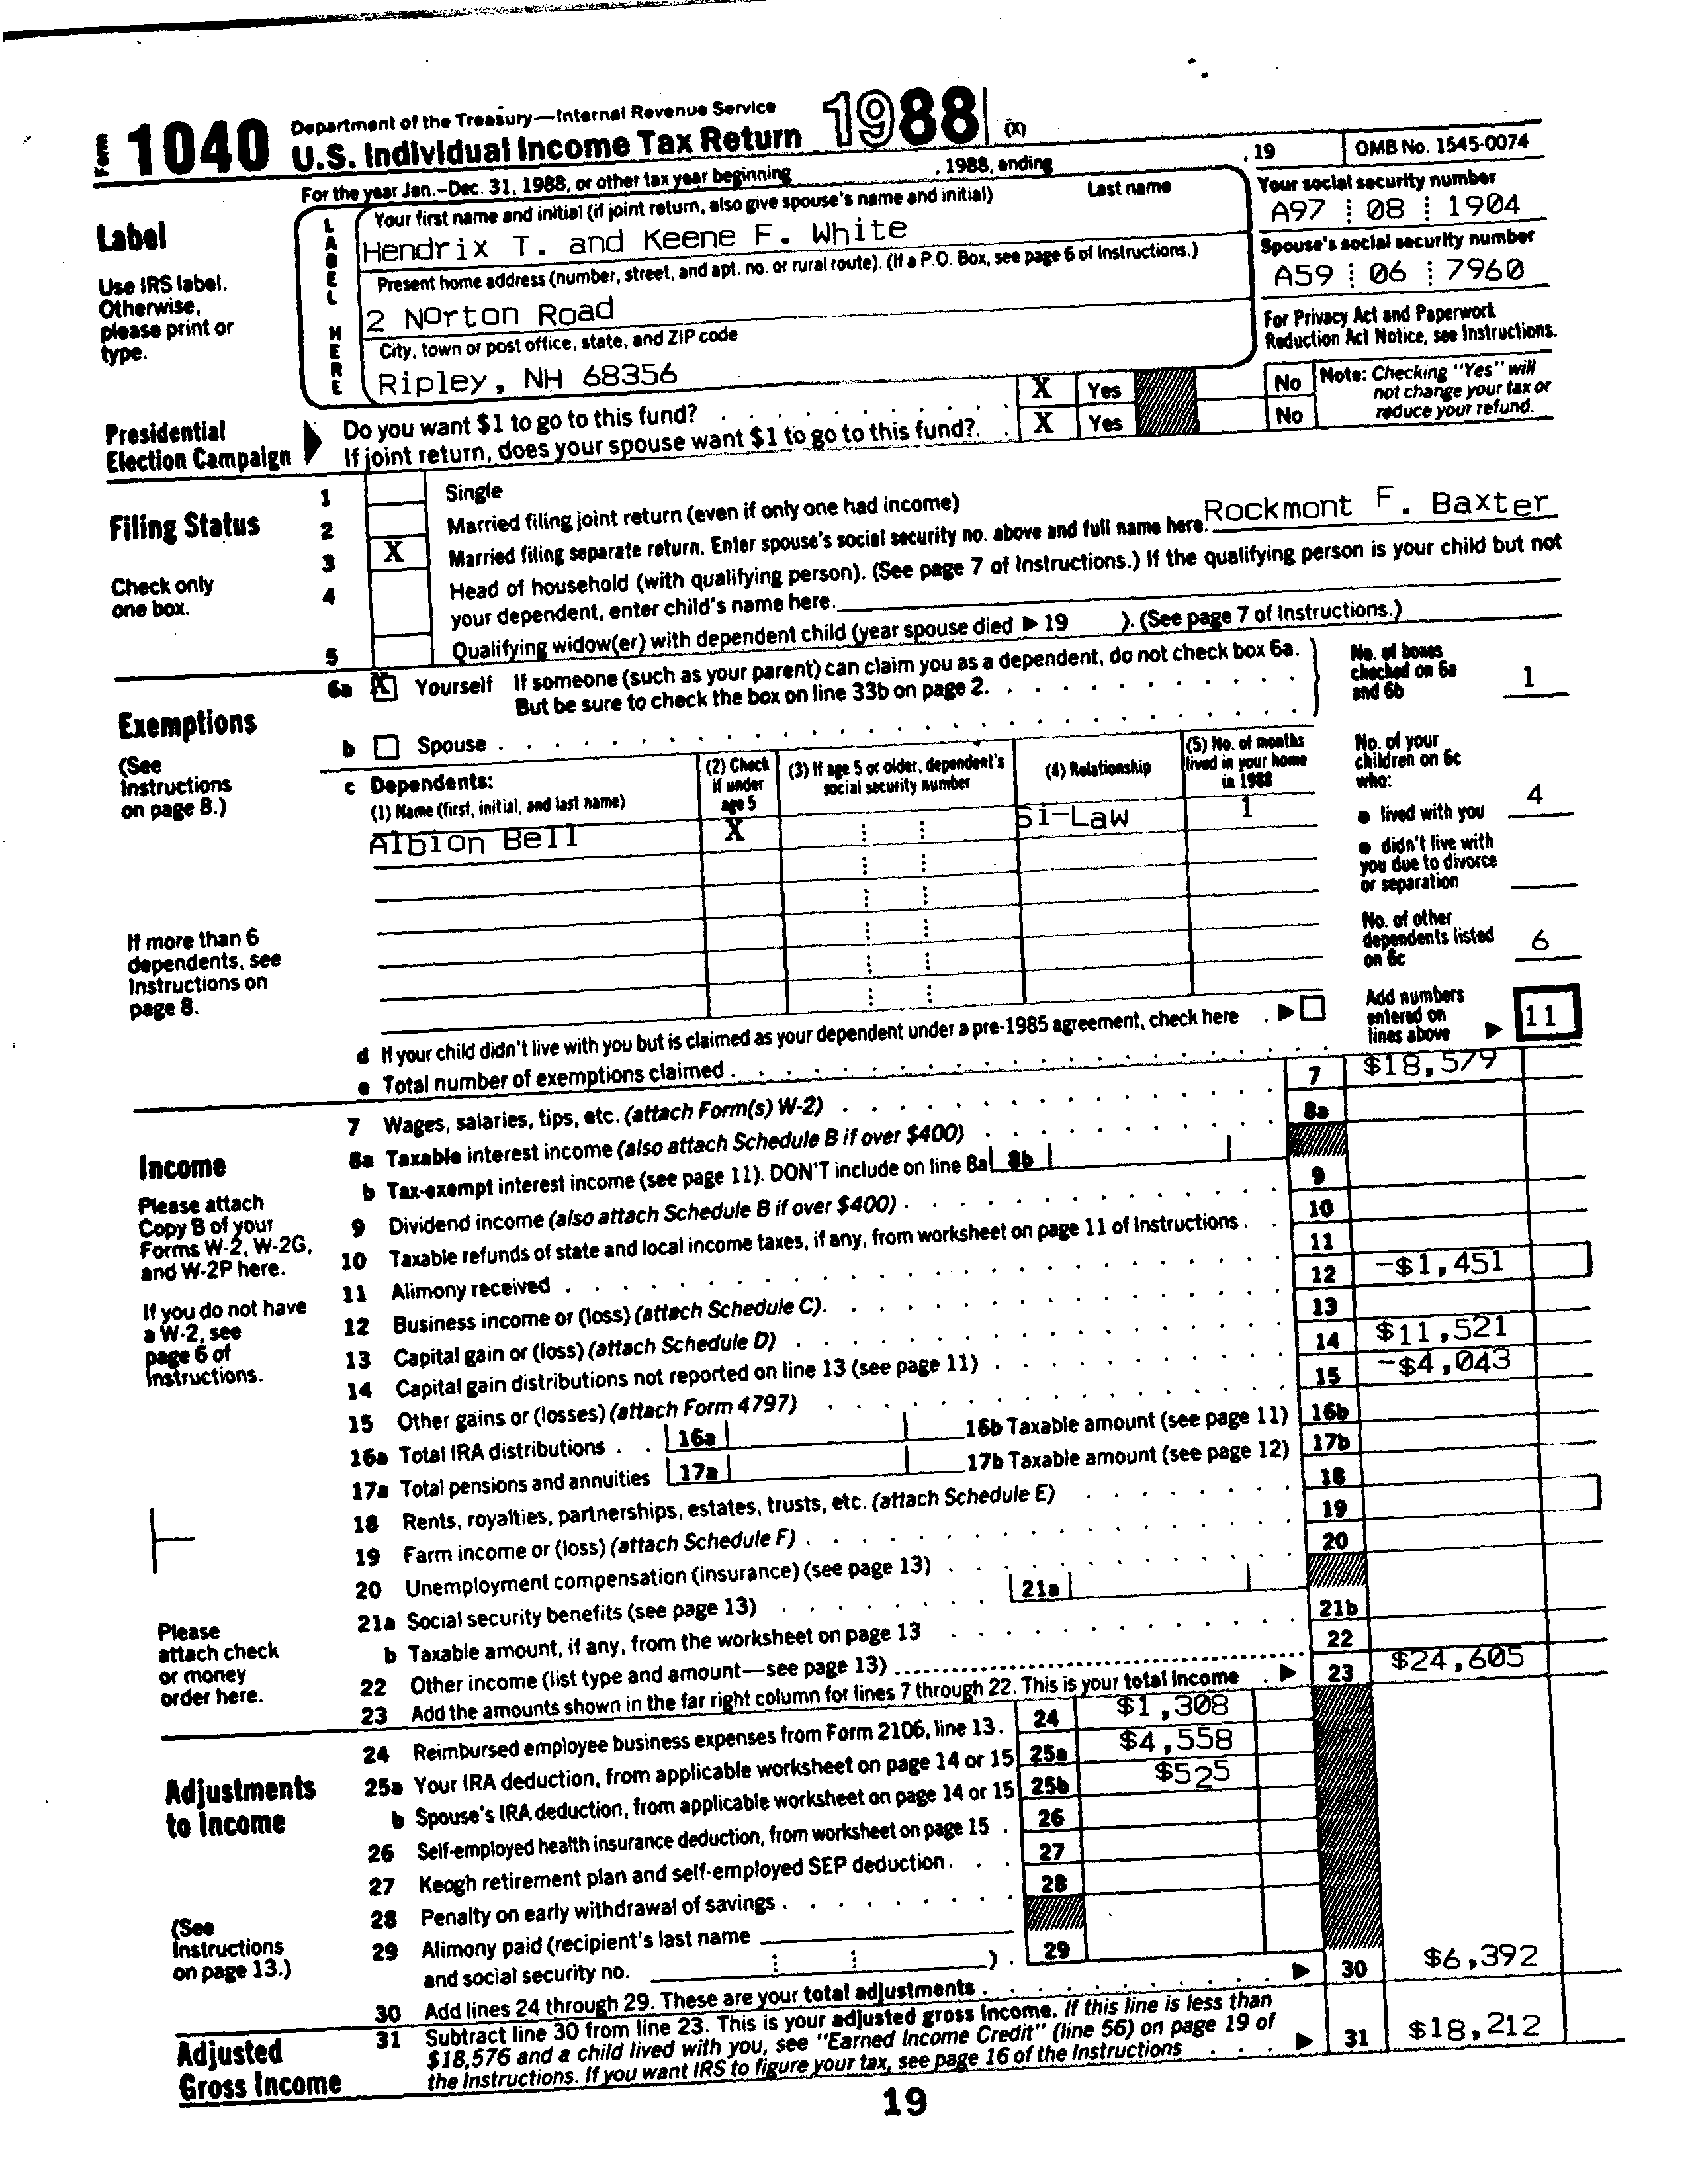 Form 1040 Department of the Treasury—Internal Revenue Service
U.S. Individual Income Tax Return 1988 (X)
For the year Jan.-Dec. 31, 1988, or other tax year beginning , 1988, ending , 19 OMB No. 1545-0074
Label
Use IRS label.
Otherwise,
please print or
type.
LABEL HERE
Your first name and initial (if joint return, also give spouse's name and initial) Last name
Hendrix T. and Keene F. White
Present home address (number, street, and apt. no. or rural route). (If a P.O. Box, see page 6 of Instructions.)
2 Norton Road
City, town or post office, state, and ZIP code
Ripley, NH 68356
Your social security number
A97 08 1904
Spouse's social security number
A59 06 7960
For Privacy Act and Paperwork
Reduction Act Notice, see Instructions.
Presidential
Election Campaign
Do you want $1 to go to this fund? X Yes No
If joint return, does your spouse want $1 to go to this fund? X Yes No
Note: Checking "Yes" will
not change your tax or
reduce your refund.
Filing Status
Check only
one box.
1 Single
2 Married filing joint return (even if only one had income)
3 X Married filing separate return. Enter spouse's social security no. above and full name here. Rockmont F. Baxter
4 Head of household (with qualifying person). (See page 7 of Instructions.) If the qualifying person is your child but not
your dependent, enter child's name here.
5 Qualifying widow(er) with dependent child (year spouse died ▶ 19 ). (See page 7 of Instructions.)
Exemptions
(See
Instructions
on page 8.)
If more than 6
dependents, see
Instructions on
page 8.
6a X Yourself If someone (such as your parent) can claim you as a dependent, do not check box 6a.
But be sure to check the box on line 33b on page 2.
b Spouse
c Dependents:
(1) Name (first, initial, and last name)
(2) Check
if under
age 5
(3) If age 5 or older, dependent's
social security number
(4) Relationship
(5) No. of months
lived in your home
in 1988
Albion Bell X Si-Law 1
d If your child didn't live with you but is claimed as your dependent under a pre-1985 agreement, check here ▶
e Total number of exemptions claimed
No. of boxes
checked on 6a
and 6b 1
No. of your
children on 6c
who:
● lived with you 4
● didn't live with
you due to divorce
or separation
No. of other
dependents listed
on 6c 6
Add numbers
entered on
lines above ▶ 11
Income
Please attach
Copy B of your
Forms W-2, W-2G,
and W-2P here.
If you do not have
a W-2, see
page 6 of
Instructions.
Please
attach check
or money
order here.
7 Wages, salaries, tips, etc. (attach Form(s) W-2) 7 $18,579
8a Taxable interest income (also attach Schedule B if over $400) 8a
b Tax-exempt interest income (see page 11). DON'T include on line 8a 8b
9 Dividend income (also attach Schedule B if over $400) 9
10 Taxable refunds of state and local income taxes, if any, from worksheet on page 11 of Instructions 10
11 Alimony received 11
12 Business income or (loss) (attach Schedule C) 12 -$1,451
13 Capital gain or (loss) (attach Schedule D) 13
14 Capital gain distributions not reported on line 13 (see page 11) 14 $11,521
15 Other gains or (losses) (attach Form 4797) 15 -$4,043
16a Total IRA distributions 16a 16b Taxable amount (see page 11) 16b
17a Total pensions and annuities 17a 17b Taxable amount (see page 12) 17b
18 Rents, royalties, partnerships, estates, trusts, etc. (attach Schedule E) 18
19 Farm income or (loss) (attach Schedule F) 19
20 Unemployment compensation (insurance) (see page 13) 20
21a Social security benefits (see page 13) 21a
b Taxable amount, if any, from the worksheet on page 13 21b
22 Other income (list type and amount—see page 13) 22
23 Add the amounts shown in the far right column for lines 7 through 22. This is your total income ▶ 23 $24,605
Adjustments
to Income
(See
Instructions
on page 13.)
24 Reimbursed employee business expenses from Form 2106, line 13. 24 $1,308
25a Your IRA deduction, from applicable worksheet on page 14 or 15 25a $4,558
b Spouse's IRA deduction, from applicable worksheet on page 14 or 15 25b $525
26 Self-employed health insurance deduction, from worksheet on page 15 26
27 Keogh retirement plan and self-employed SEP deduction 27
28 Penalty on early withdrawal of savings 28
29 Alimony paid (recipient's last name
and social security no. ) 29
30 Add lines 24 through 29. These are your total adjustments ▶ 30 $6,392
Adjusted
Gross Income
31 Subtract line 30 from line 23. This is your adjusted gross income. If this line is less than
$18,576 and a child lived with you, see "Earned Income Credit" (line 56) on page 19 of
the Instructions. If you want IRS to figure your tax, see page 16 of the Instructions ▶ 31 $18,212
19